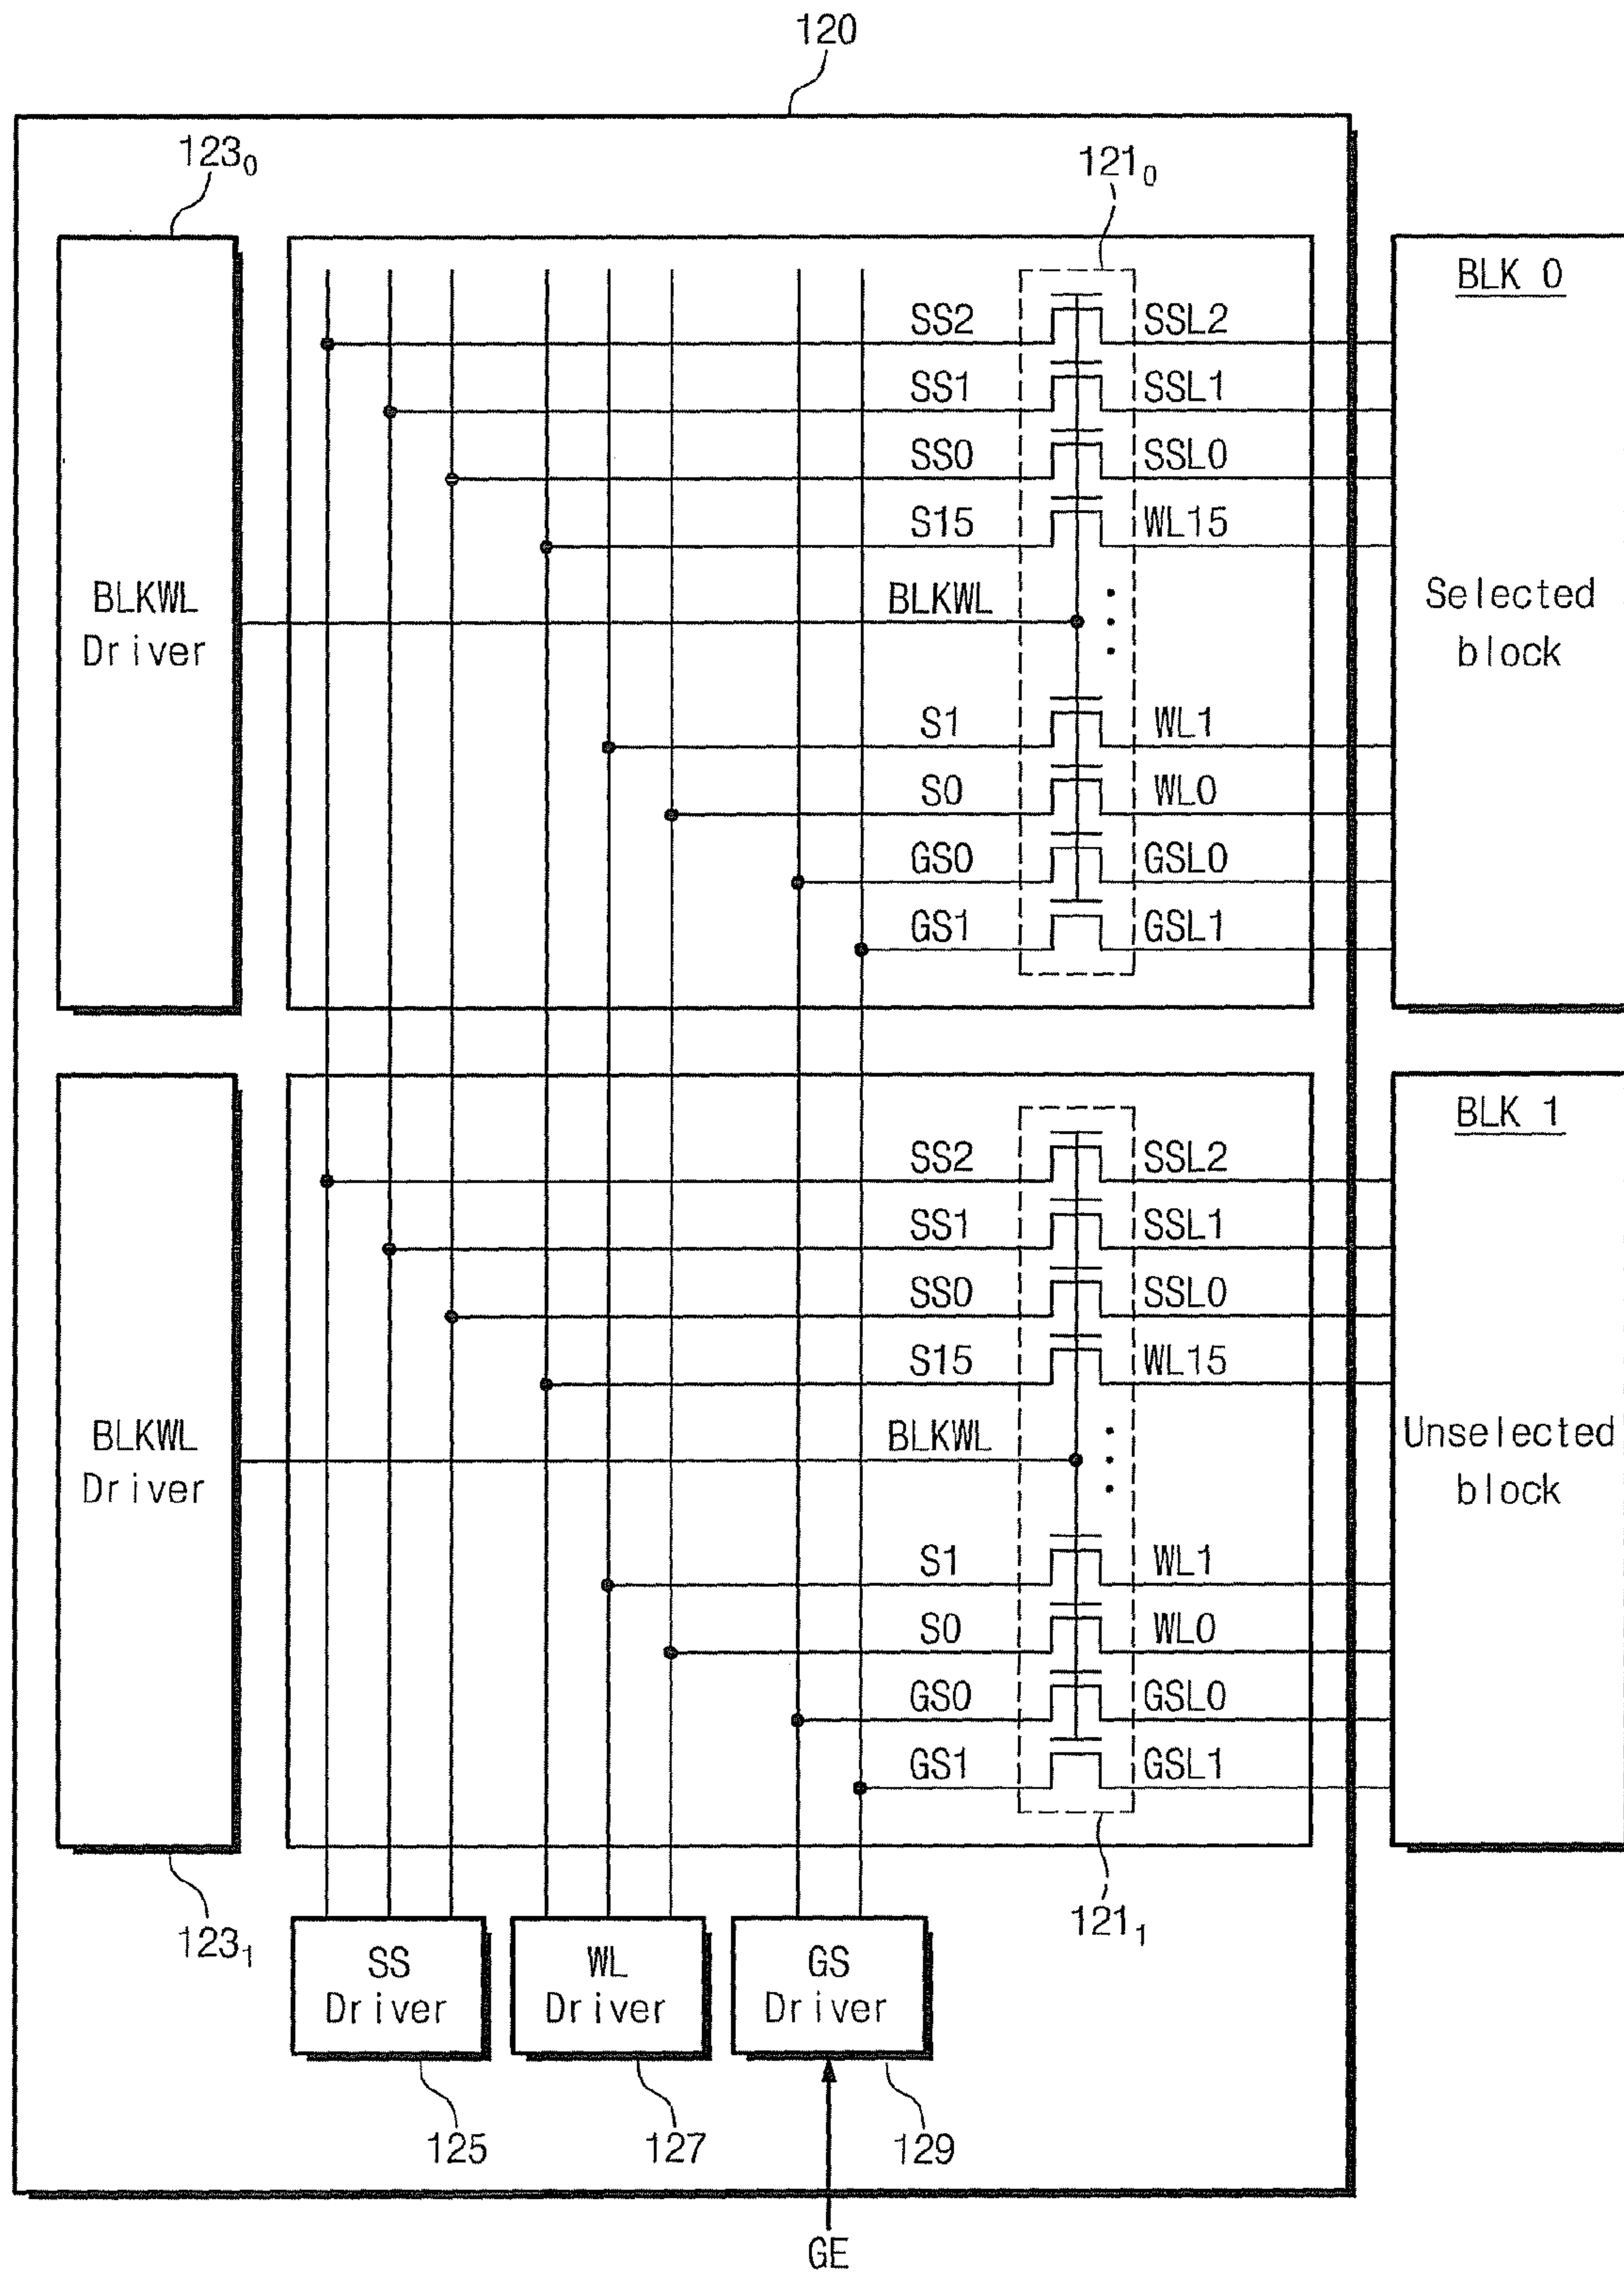 120
123₀
121₀
BLK 0
SS2
SSL2
SS1
SSL1
SS0
SSL0
S15
WL15
BLKWL
Driver
BLKWL
Selected
block
S1
WL1
S0
WL0
GS0
GSL0
GS1
GSL1
BLK 1
SS2
SSL2
SS1
SSL1
SS0
SSL0
S15
WL15
BLKWL
Driver
BLKWL
Unselected
block
S1
WL1
S0
WL0
GS0
GSL0
GS1
GSL1
123₁
121₁
SS
Driver
WL
Driver
GS
Driver
125
127
129
GE